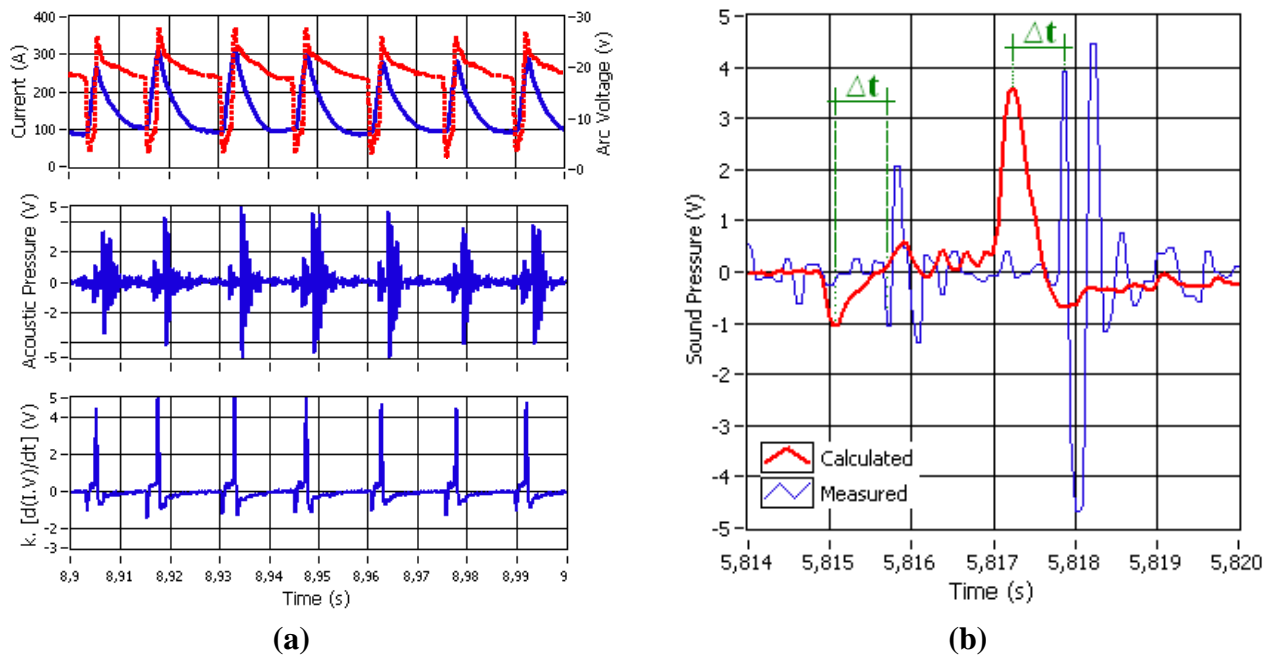 Current (A)
400
300
200
100
0
30
20
10
0
Arc Voltage (v)
Acoustic Pressure (V)
5
2
0
-2
-5
k. [d(I.V)/dt] (V)
5
2
0
-2
-3
8,9 8,91 8,92 8,93 8,94 8,95 8,96 8,97 8,98 8,99 9
Time (s)
(a)
Sound Pressure (V)
5
4
3
2
1
0
-1
-2
-3
-4
-5
Δt
Δt
Calculated
Measured
5,814 5,815 5,816 5,817 5,818 5,819 5,820
Time (s)
(b)